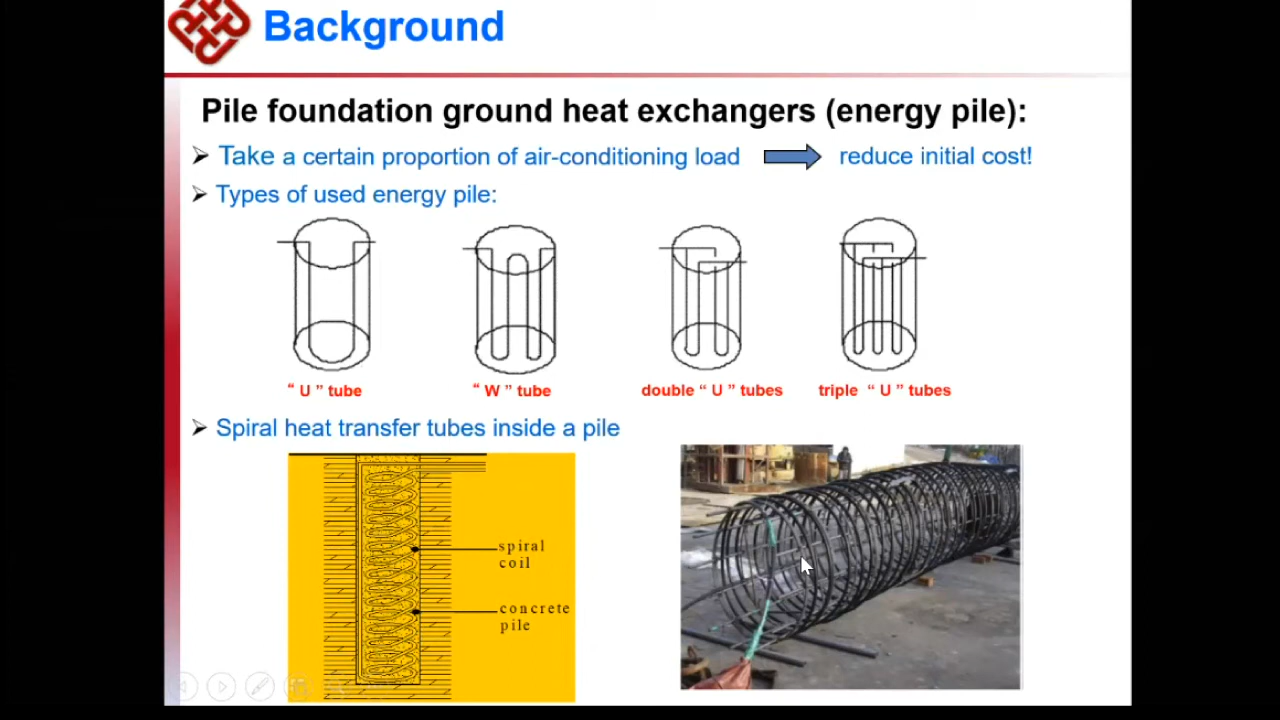 Background
Pile foundation ground heat exchangers (energy pile):
Take a certain proportion of air-conditioning load reduce initial cost!
Types of used energy pile:
“ U ” tube “ W ” tube double “ U ” tubes triple “ U ” tubes
Spiral heat transfer tubes inside a pile
spiral
coil
concrete
pile